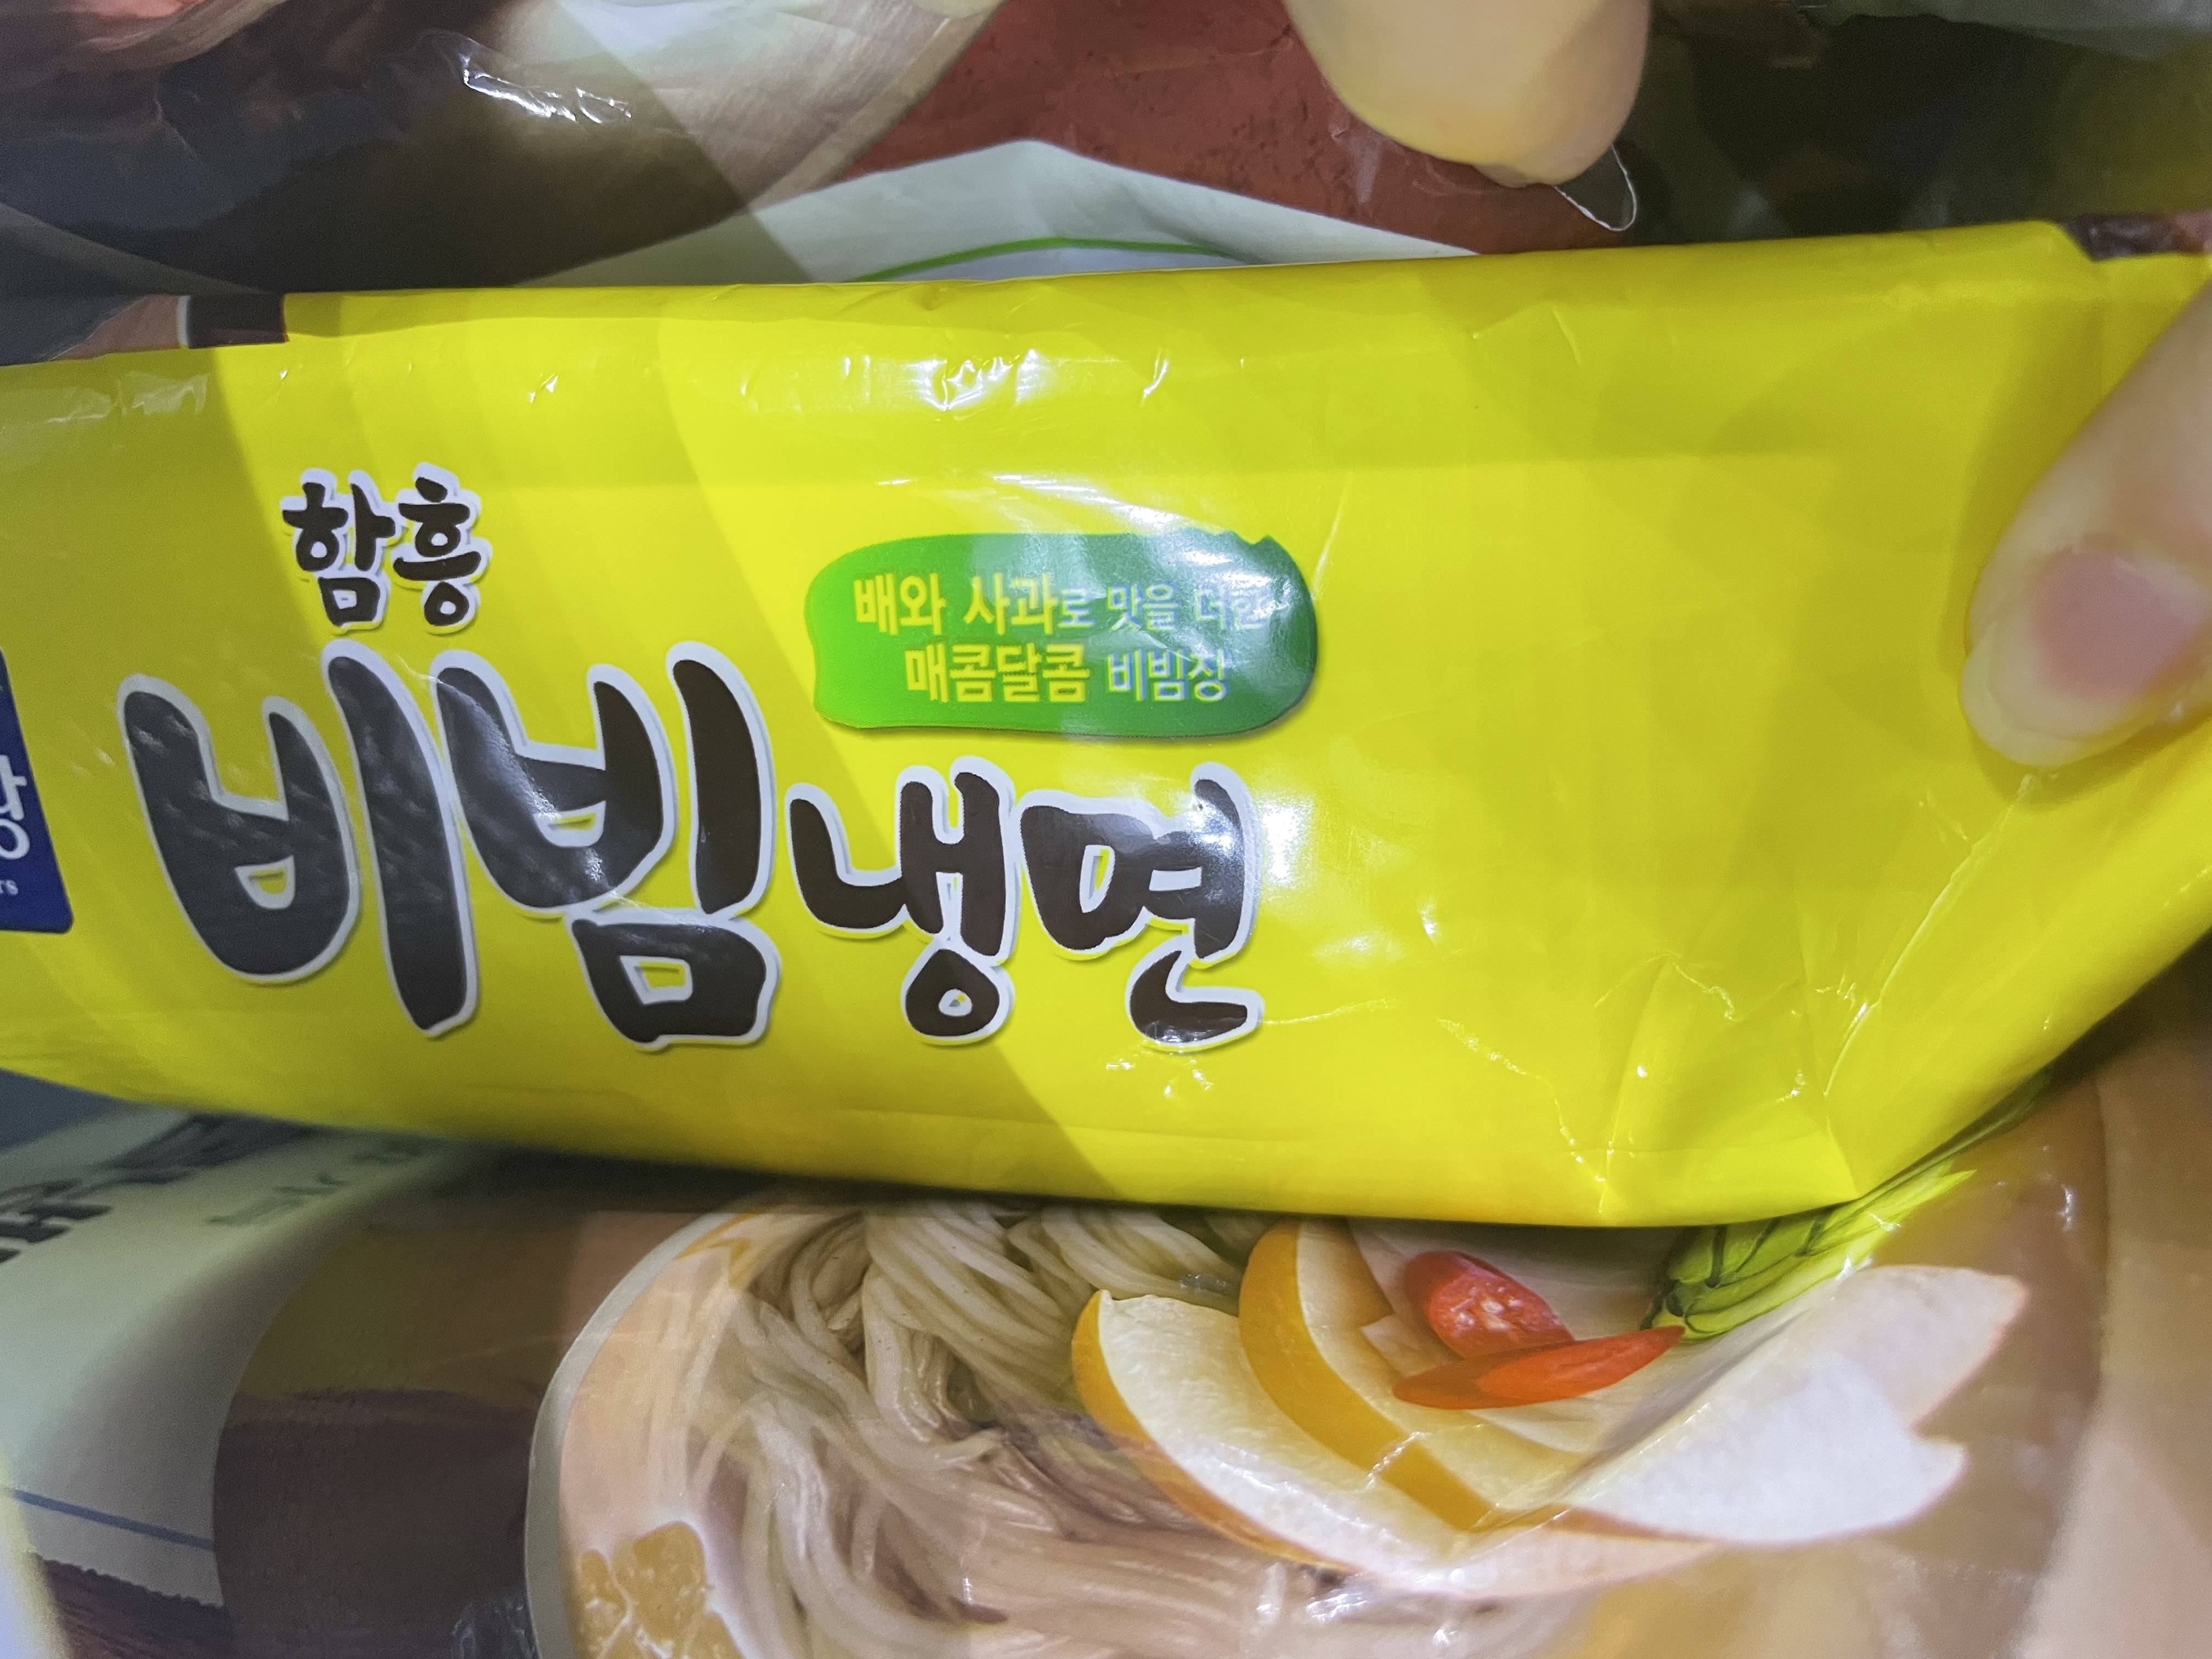 함흥
배와 사과로 맛을 더한
매콤달콤 비빔장
비빔냉면